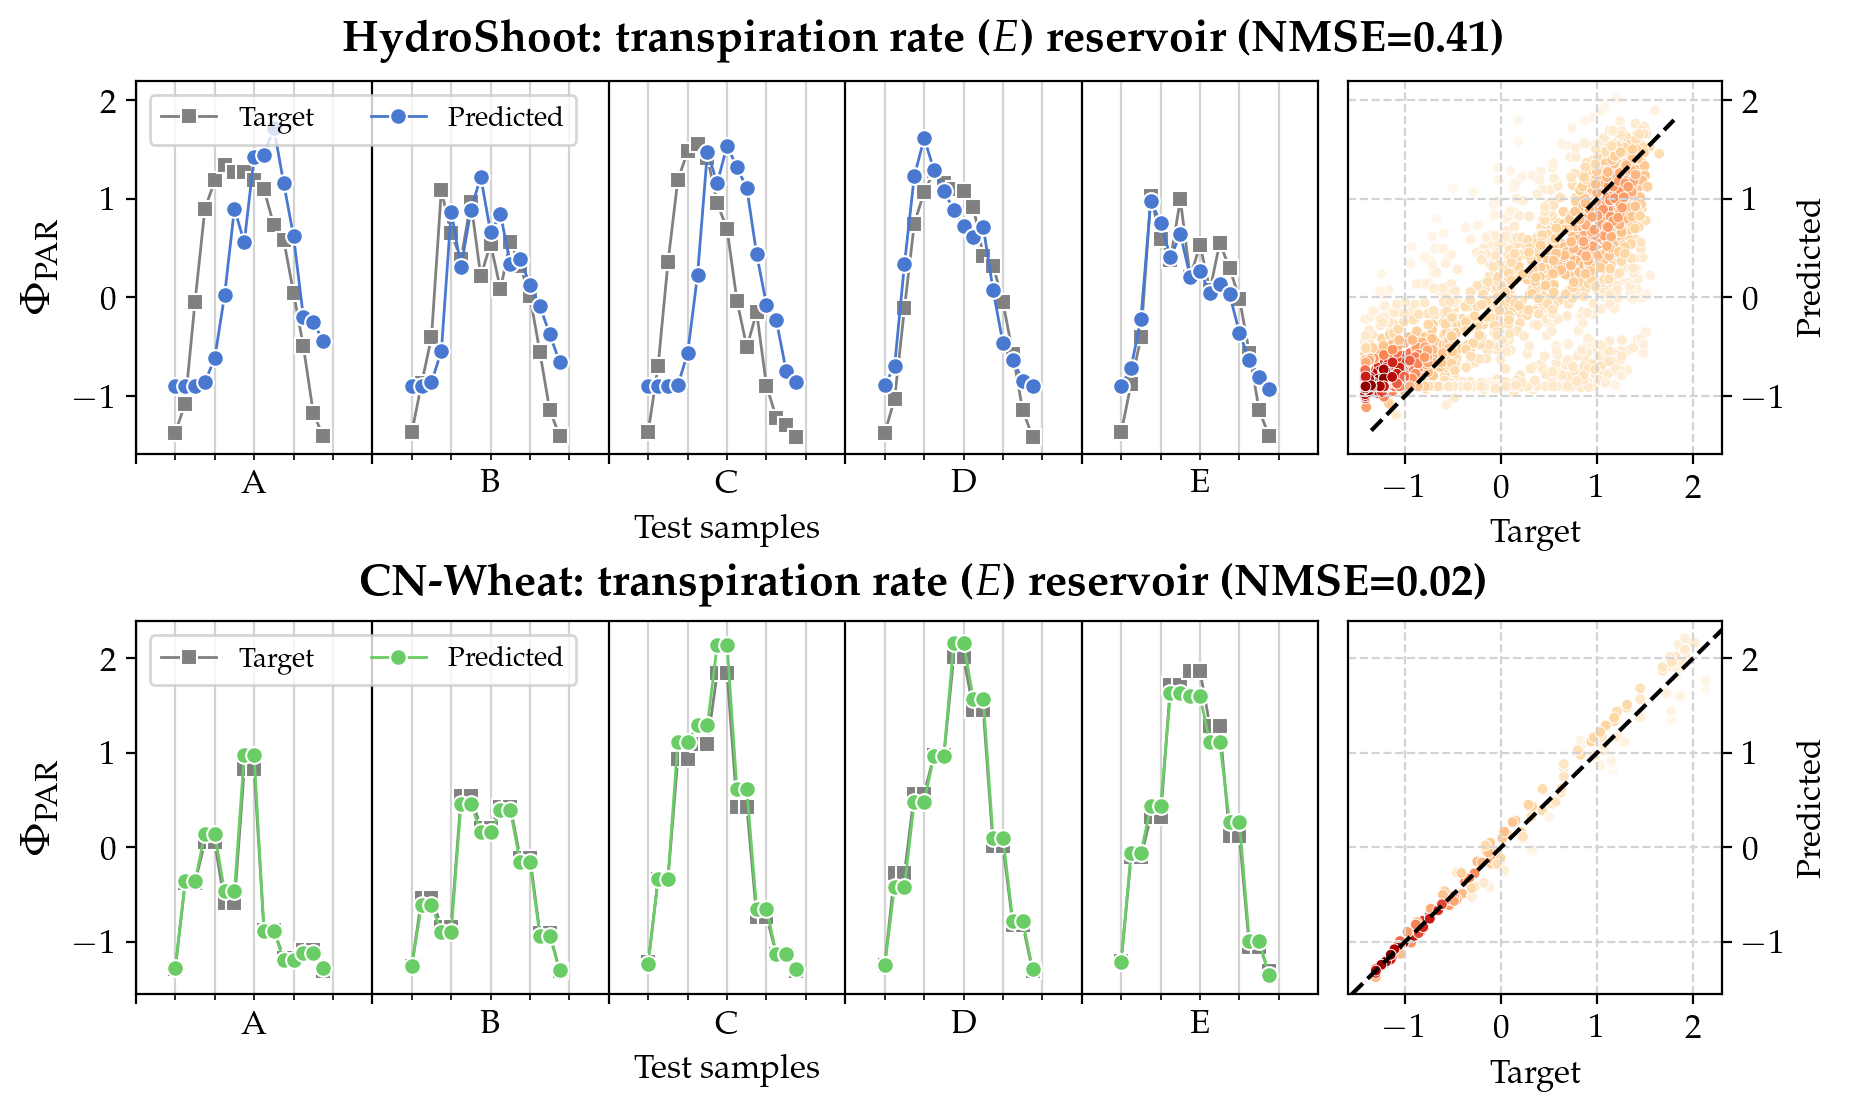 HydroShoot: transpiration rate (E) reservoir (NMSE=0.41)
Target Predicted
Φ_PAR
2
1
0
−1
A B C D E
Test samples
2
1
0
−1
Predicted
−1 0 1 2
Target
CN-Wheat: transpiration rate (E) reservoir (NMSE=0.02)
Target Predicted
Φ_PAR
2
1
0
−1
A B C D E
Test samples
2
1
0
−1
Predicted
−1 0 1 2
Target